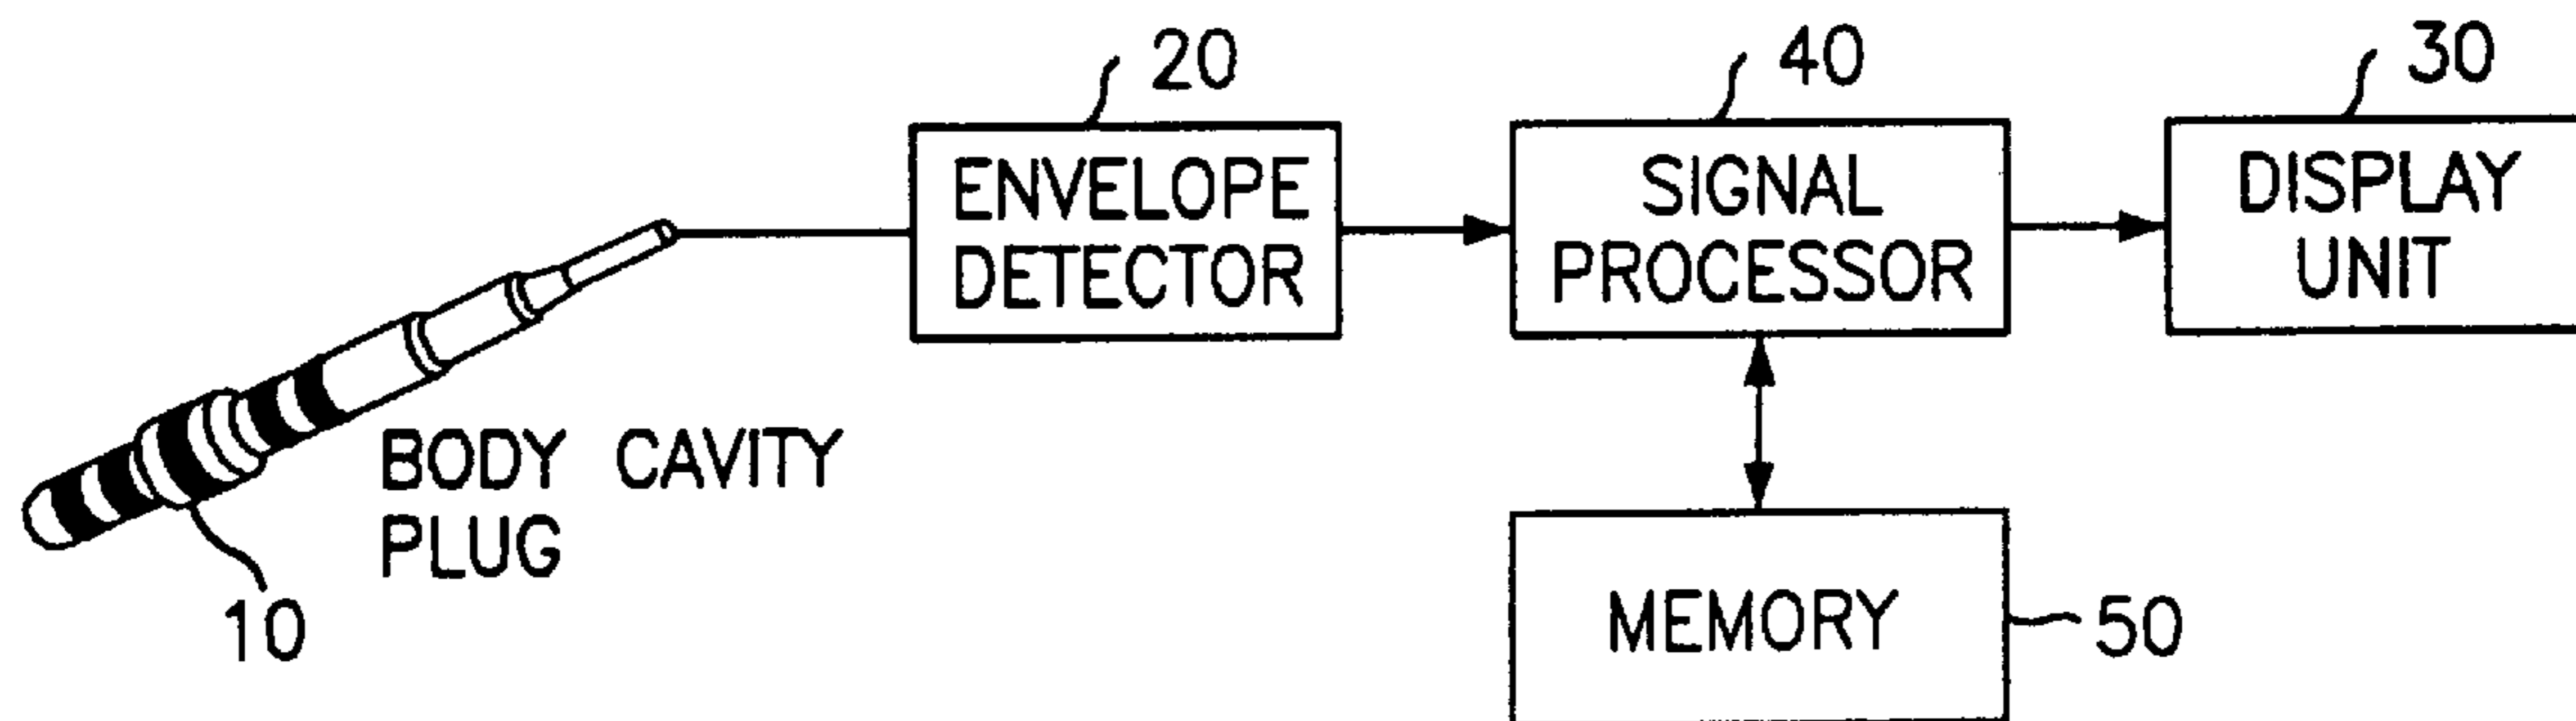 20
40
30
ENVELOPE
DETECTOR
SIGNAL
PROCESSOR
DISPLAY
UNIT
BODY CAVITY
PLUG
10
MEMORY
50